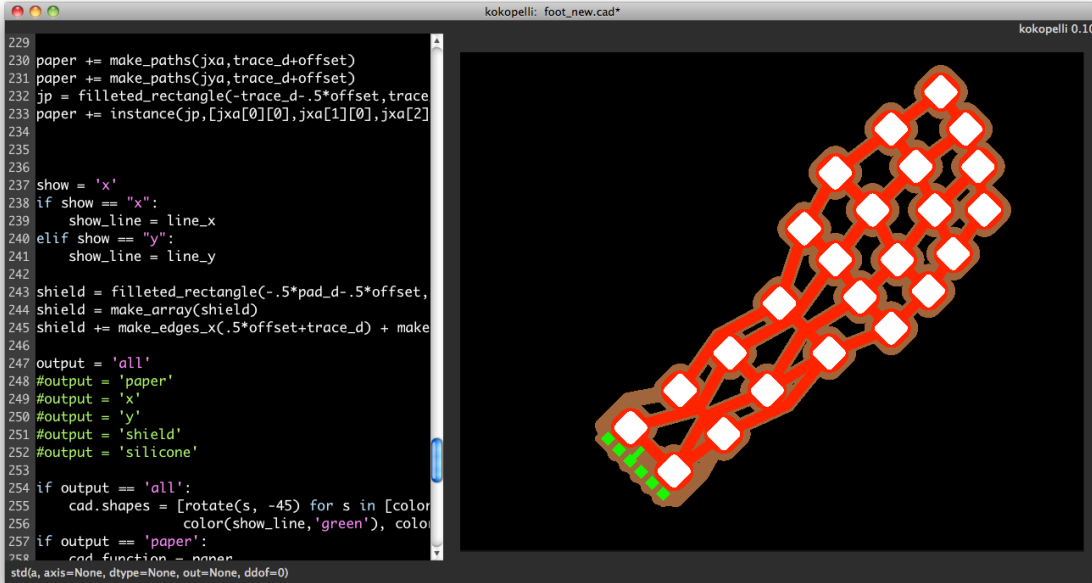 kokopelli:  foot_new.cad*
kokopelli 0.10
229
230 paper += make_paths(jxa,trace_d+offset)
231 paper += make_paths(jya,trace_d+offset)
232 jp = filleted_rectangle(-trace_d-.5*offset,trace
233 paper += instance(jp,[jxa[0][0],jxa[1][0],jxa[2]
234
235
236
237 show = 'x'
238 if show == "x":
239     show_line = line_x
240 elif show == "y":
241     show_line = line_y
242
243 shield = filleted_rectangle(-.5*pad_d-.5*offset,
244 shield = make_array(shield)
245 shield += make_edges_x(.5*offset+trace_d) + make
246
247 output = 'all'
248 #output = 'paper'
249 #output = 'x'
250 #output = 'y'
251 #output = 'shield'
252 #output = 'silicone'
253
254 if output == 'all':
255     cad.shapes = [rotate(s, -45) for s in [color
256                   color(show_line,'green'), colo
257 if output == 'paper':
258     cad.function = paper
std(a, axis=None, dtype=None, out=None, ddof=0)